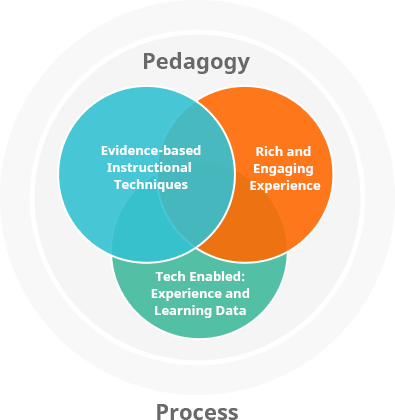 Pedagogy
Evidence-based
Instructional
Techniques
Rich and
Engaging
Experience
Tech Enabled:
Experience and
Learning Data
Process